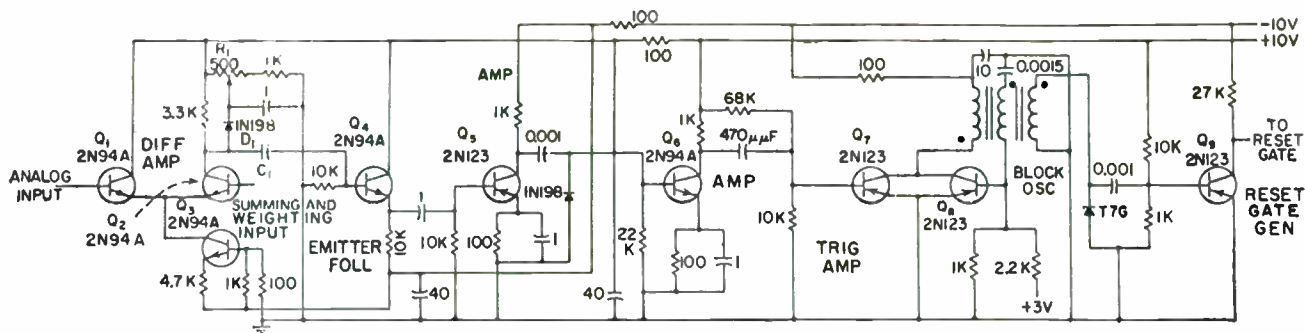 100
-10V
+10V
R1
500
1K
100
AMP
100
10
0.0015
1
3.3K
1N198
D1
C1
Q1
2N94A
DIFF
AMP
Q4
2N94A
Q5
2N123
1K
0.001
1K
68K
Q6
2N94A
470μμF
Q7
2N123
27K
10K
Q9
2N123
TO
RESET
GATE
ANALOG
INPUT
10K
1N198
AMP
BLOCK
OSC
0.001
Q2
2N94A
Q3
2N94A
SUMMING AND
WEIGHTING
INPUT
EMITTER
FOLL
10K
1
10K
100
1
22
K
100
1
10K
TRIG
AMP
Q8
2N123
T7G
1K
RESET
GATE
GEN
4.7K
1K
100
40
40
1K
2.2K
+3V